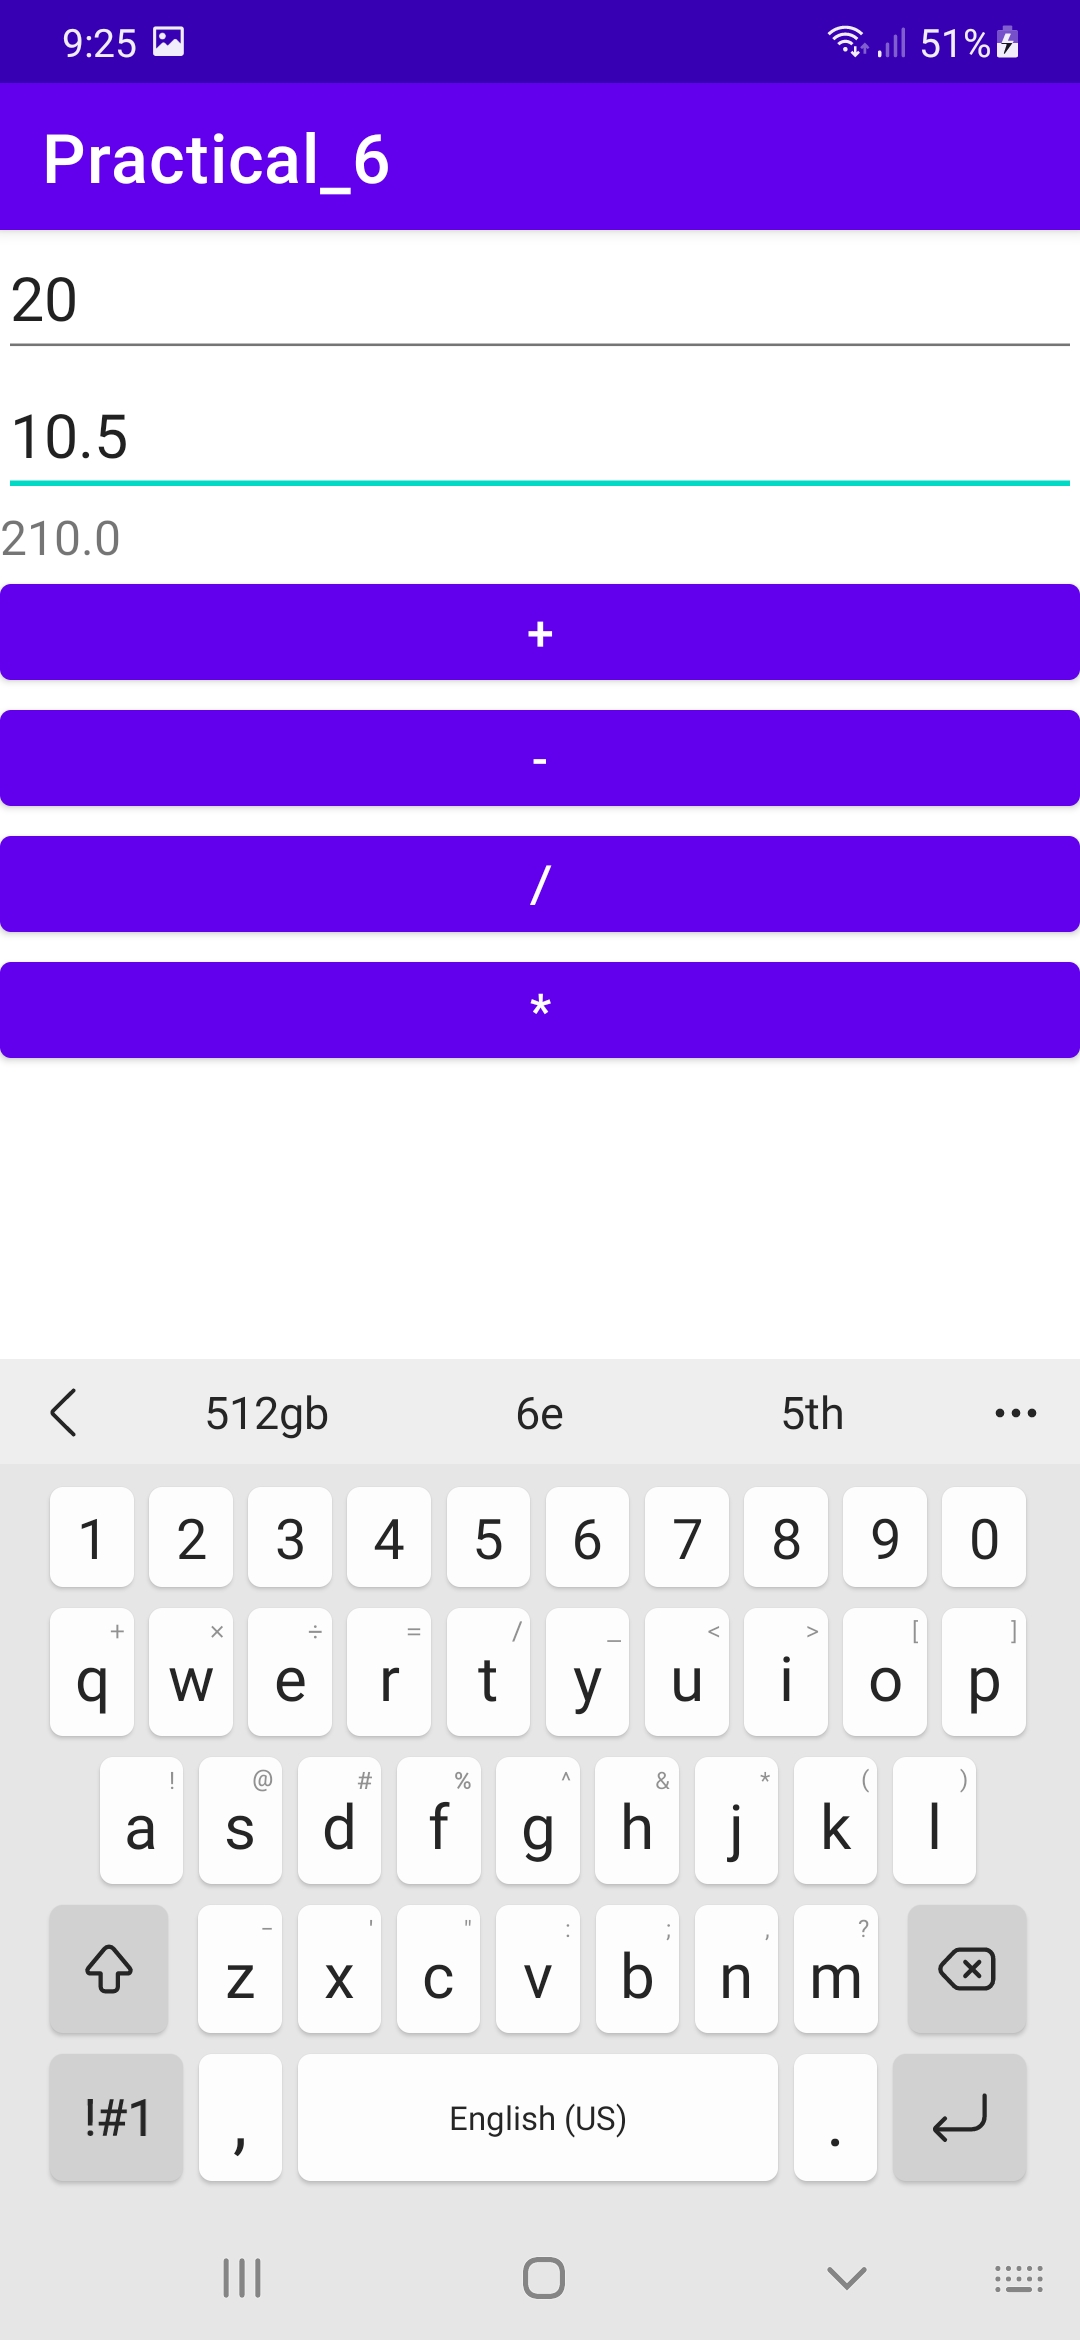 9:25 51%
Practical_6
20
10.5
210.0
+
-
/
*
512gb 6e 5th ...
1 2 3 4 5 6 7 8 9 0
+ × ÷ = / _ < > [ ]
q w e r t y u i o p
! @ # % ^ & * ( )
a s d f g h j k l
- ' " : ; , ?
z x c v b n m
!#1 , English (US) .